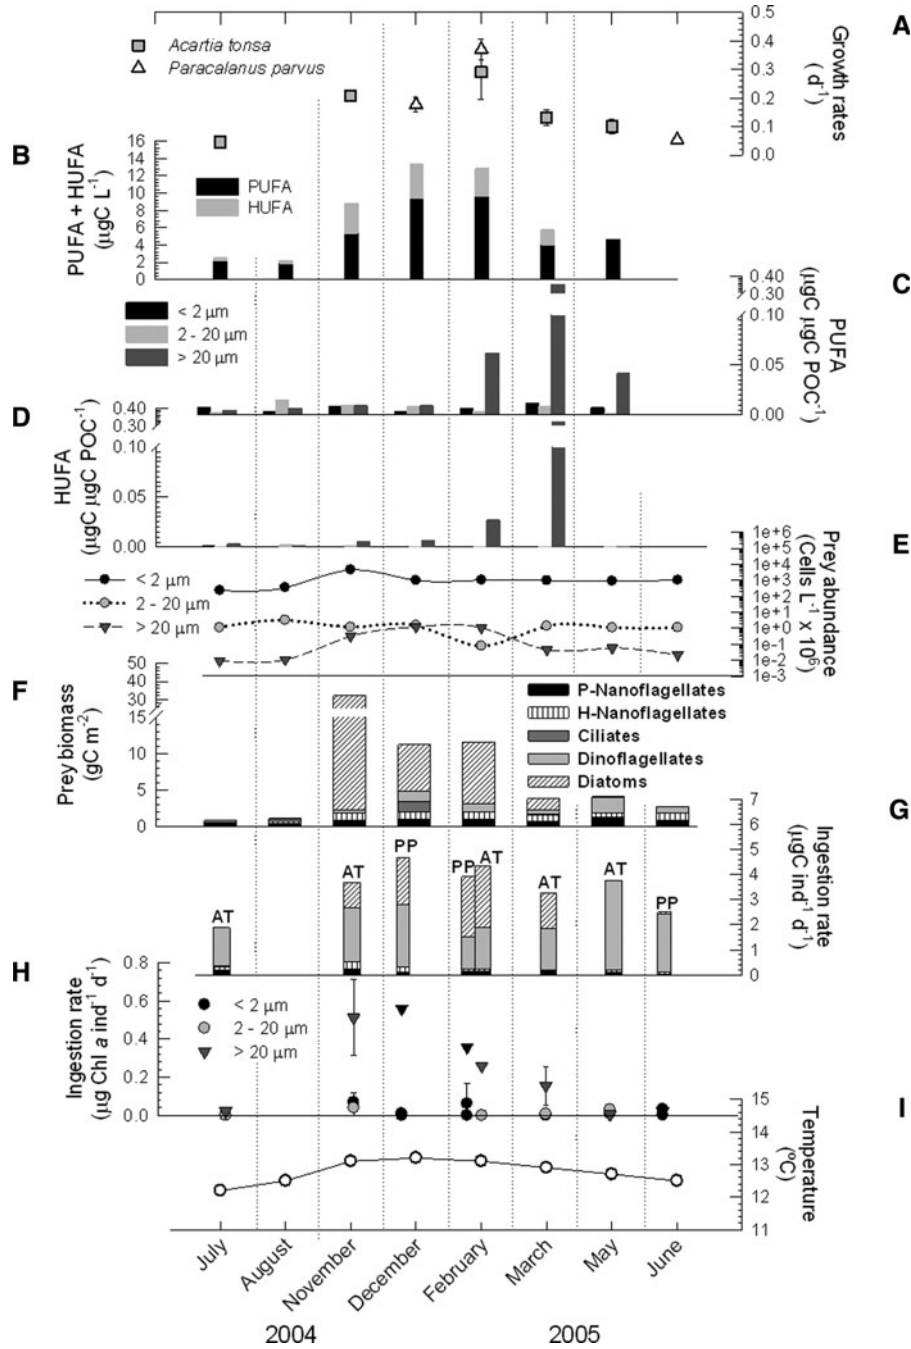 A
0.5
0.4
0.3
0.2
0.1
0.0
Growth rates
(d⁻¹)
Acartia tonsa
Paracalanus parvus
B
16
14
12
10
8
6
4
2
0
PUFA + HUFA
(µgC L⁻¹)
PUFA
HUFA
C
0.40
0.30
0.10
0.05
0.00
PUFA
(µgC µgC POC⁻¹)
< 2 µm
2 - 20 µm
> 20 µm
D
0.40
0.30
0.10
0.05
0.00
HUFA
(µgC µgC POC⁻¹)
E
1e+6
1e+5
1e+4
1e+3
1e+2
1e+1
1e+0
1e-1
1e-2
1e-3
Prey abundance
(Cells L⁻¹ x 10⁶)
< 2 µm
2 - 20 µm
> 20 µm
F
50
40
30
15
10
5
0
Prey biomass
(gC m⁻²)
P-Nanoflagellates
H-Nanoflagellates
Ciliates
Dinoflagellates
Diatoms
G
7
6
5
4
3
2
1
0
Ingestion rate
(µgC ind⁻¹ d⁻¹)
AT
AT
PP
PP
AT
AT
AT
PP
H
0.8
0.6
0.4
0.2
0.0
Ingestion rate
(µg Chl a ind⁻¹ d⁻¹)
< 2 µm
2 - 20 µm
> 20 µm
I
15
14
13
12
11
Temperature
(ºC)
July
August
November
December
February
March
May
June
2004
2005